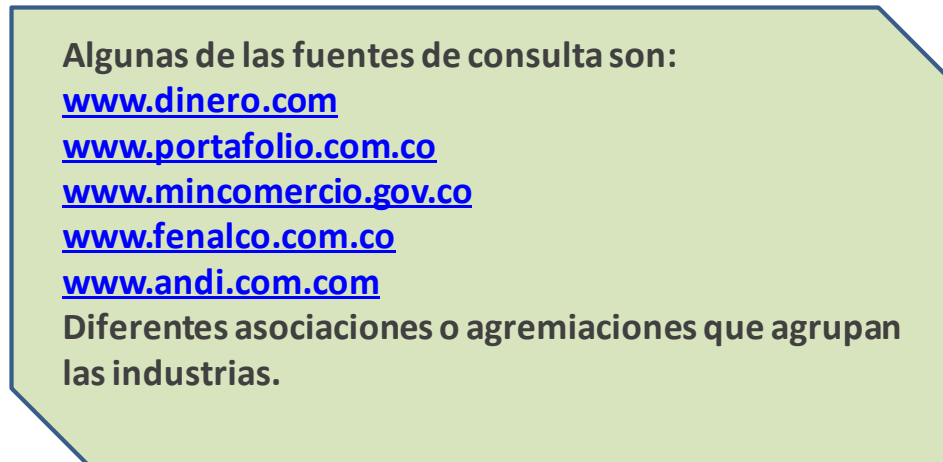 Algunas de las fuentes de consulta son:
www.dinero.com
www.portafolio.com.co
www.mincomercio.gov.co
www.fenalco.com.co
www.andi.com.com
Diferentes asociaciones o agremiaciones que agrupan
las industrias.